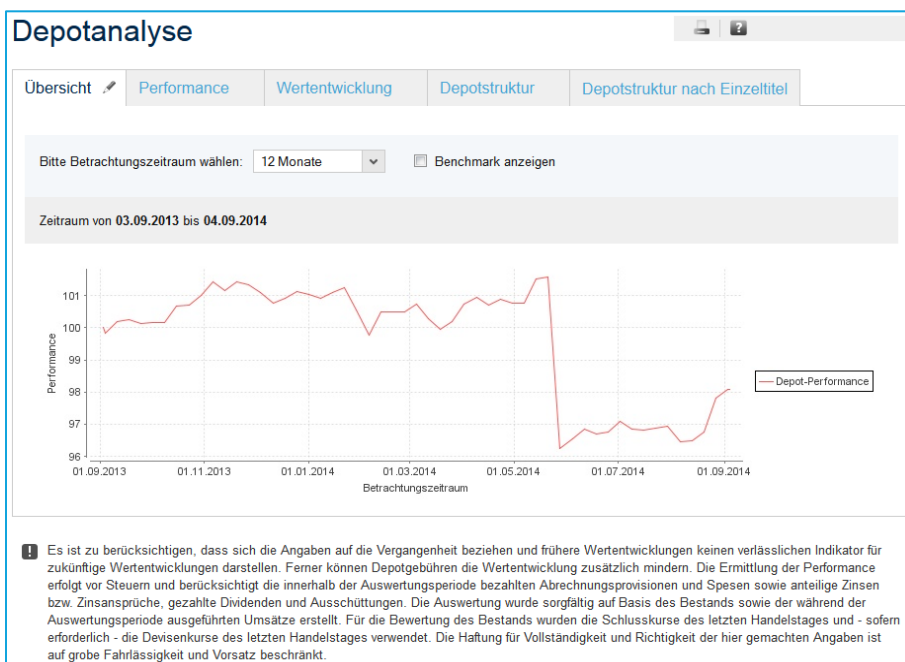 Depotanalyse
?
Übersicht
Performance
Wertentwicklung
Depotstruktur
Depotstruktur nach Einzeltitel
Bitte Betrachtungszeitraum wählen: 12 Monate Benchmark anzeigen
Zeitraum von 03.09.2013 bis 04.09.2014
101
100
99
98
97
96
Performance
01.09.2013 01.11.2013 01.01.2014 01.03.2014 01.05.2014 01.07.2014 01.09.2014
Betrachtungszeitraum
Depot-Performance
! Es ist zu berücksichtigen, dass sich die Angaben auf die Vergangenheit beziehen und frühere Wertentwicklungen keinen verlässlichen Indikator für
zukünftige Wertentwicklungen darstellen. Ferner können Depotgebühren die Wertentwicklung zusätzlich mindern. Die Ermittlung der Performance
erfolgt vor Steuern und berücksichtigt die innerhalb der Auswertungsperiode bezahlten Abrechnungsprovisionen und Spesen sowie anteilige Zinsen
bzw. Zinsansprüche, gezahlte Dividenden und Ausschüttungen. Die Auswertung wurde sorgfältig auf Basis des Bestands sowie der während der
Auswertungsperiode ausgeführten Umsätze erstellt. Für die Bewertung des Bestands wurden die Schlusskurse des letzten Handelstages und - sofern
erforderlich - die Devisenkurse des letzten Handelstages verwendet. Die Haftung für Vollständigkeit und Richtigkeit der hier gemachten Angaben ist
auf grobe Fahrlässigkeit und Vorsatz beschränkt.